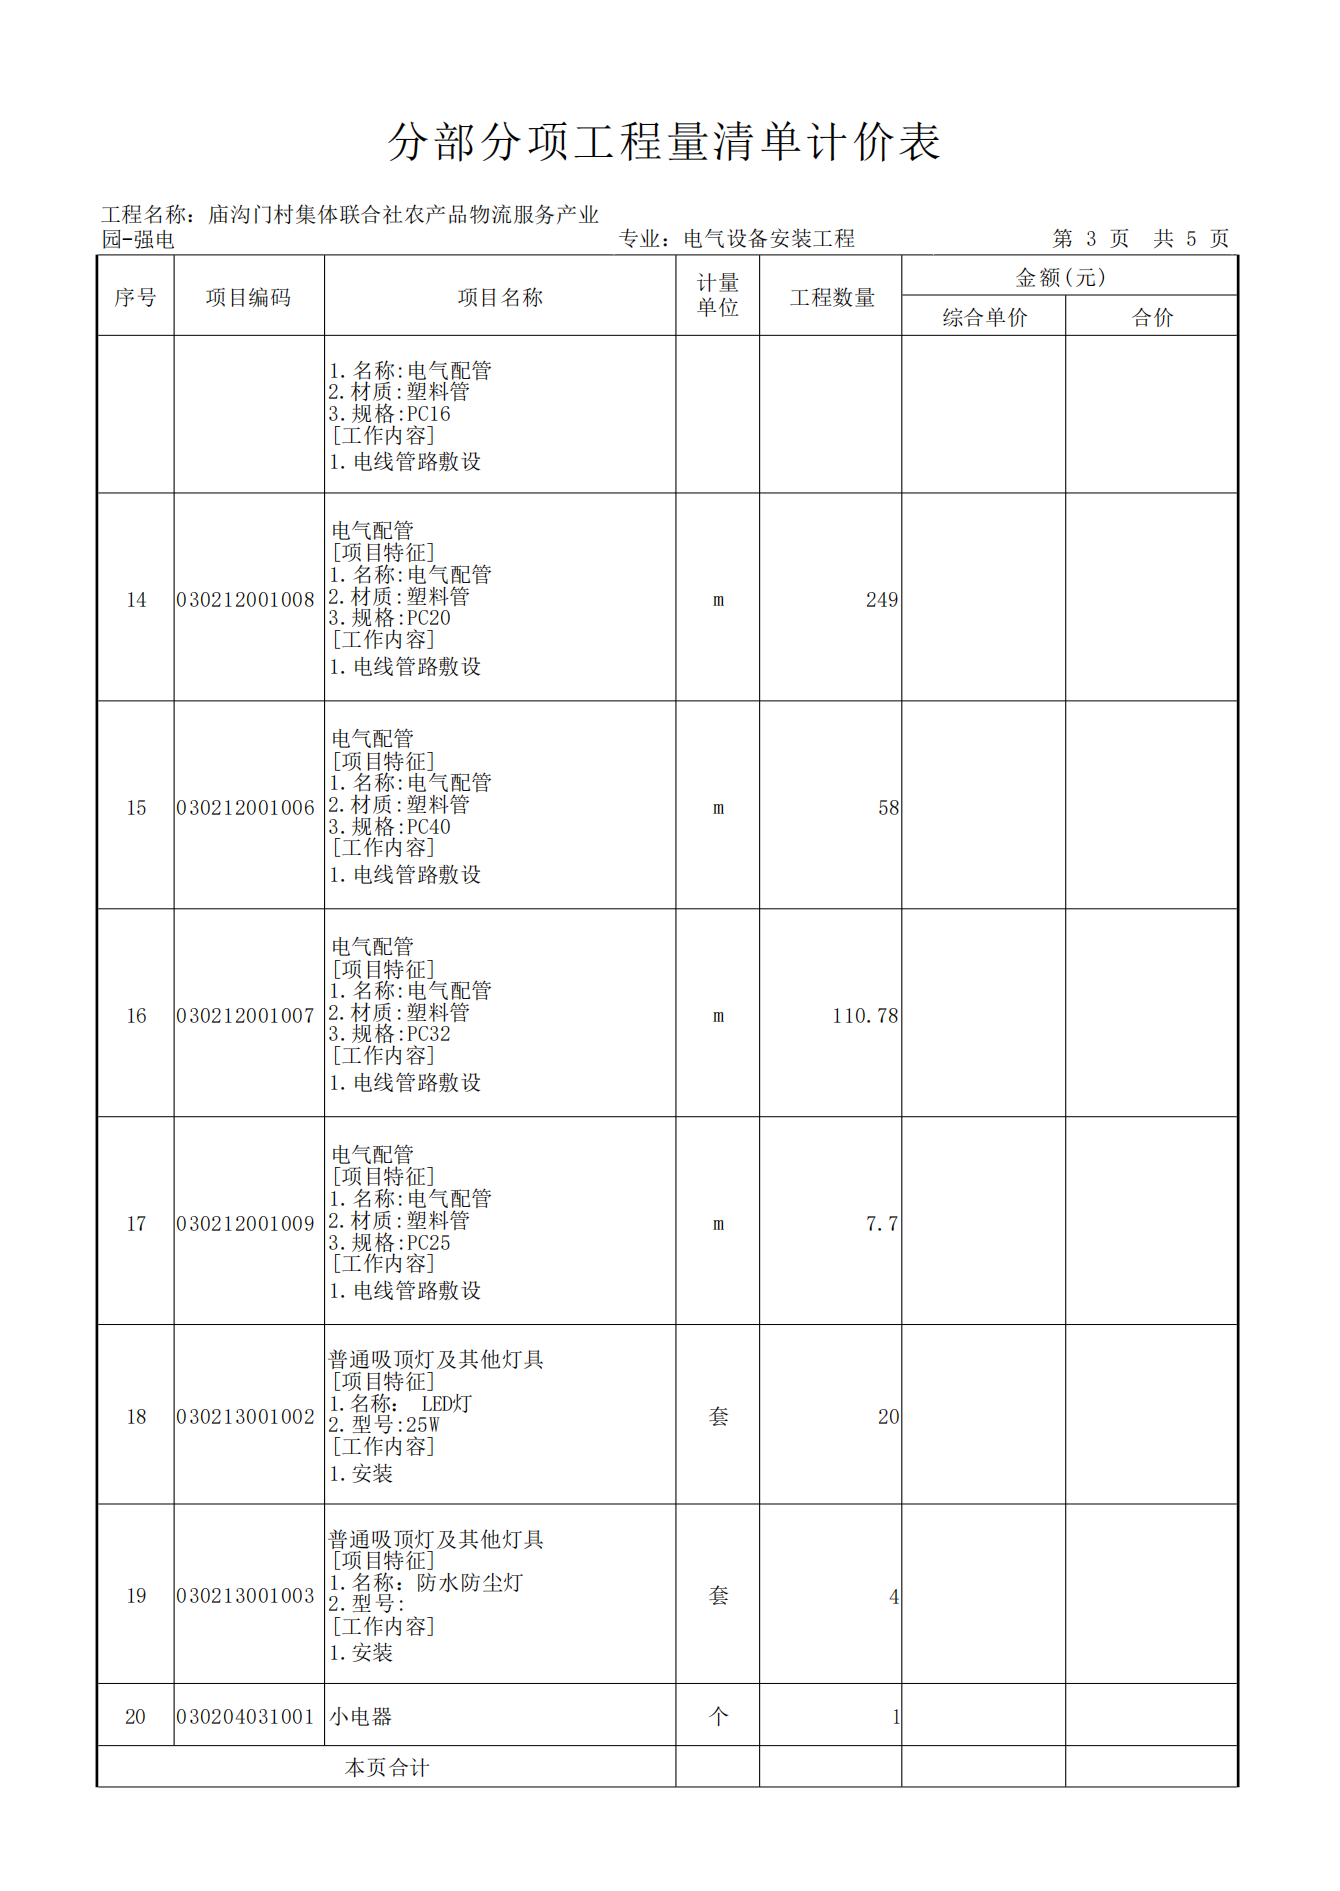 分部分项工程量清单计价表
工程名称：庙沟门村集体联合社农产品物流服务产业
园-强电 专业：电气设备安装工程 第 3 页 共 5 页
序号 项目编码 项目名称 计量单位 工程数量 金额(元)
综合单价 合价
1.名称:电气配管
2.材质:塑料管
3.规格:PC16
[工作内容]
1.电线管路敷设
电气配管
[项目特征]
1.名称:电气配管
14 030212001008 2.材质:塑料管 m 249
3.规格:PC20
[工作内容]
1.电线管路敷设
电气配管
[项目特征]
1.名称:电气配管
15 030212001006 2.材质:塑料管 m 58
3.规格:PC40
[工作内容]
1.电线管路敷设
电气配管
[项目特征]
1.名称:电气配管
16 030212001007 2.材质:塑料管 m 110.78
3.规格:PC32
[工作内容]
1.电线管路敷设
电气配管
[项目特征]
1.名称:电气配管
17 030212001009 2.材质:塑料管 m 7.7
3.规格:PC25
[工作内容]
1.电线管路敷设
普通吸顶灯及其他灯具
[项目特征]
1.名称： LED灯
18 030213001002 2.型号:25W 套 20
[工作内容]
1.安装
普通吸顶灯及其他灯具
[项目特征]
1.名称：防水防尘灯
19 030213001003 2.型号: 套 4
[工作内容]
1.安装
20 030204031001 小电器 个 1
本页合计